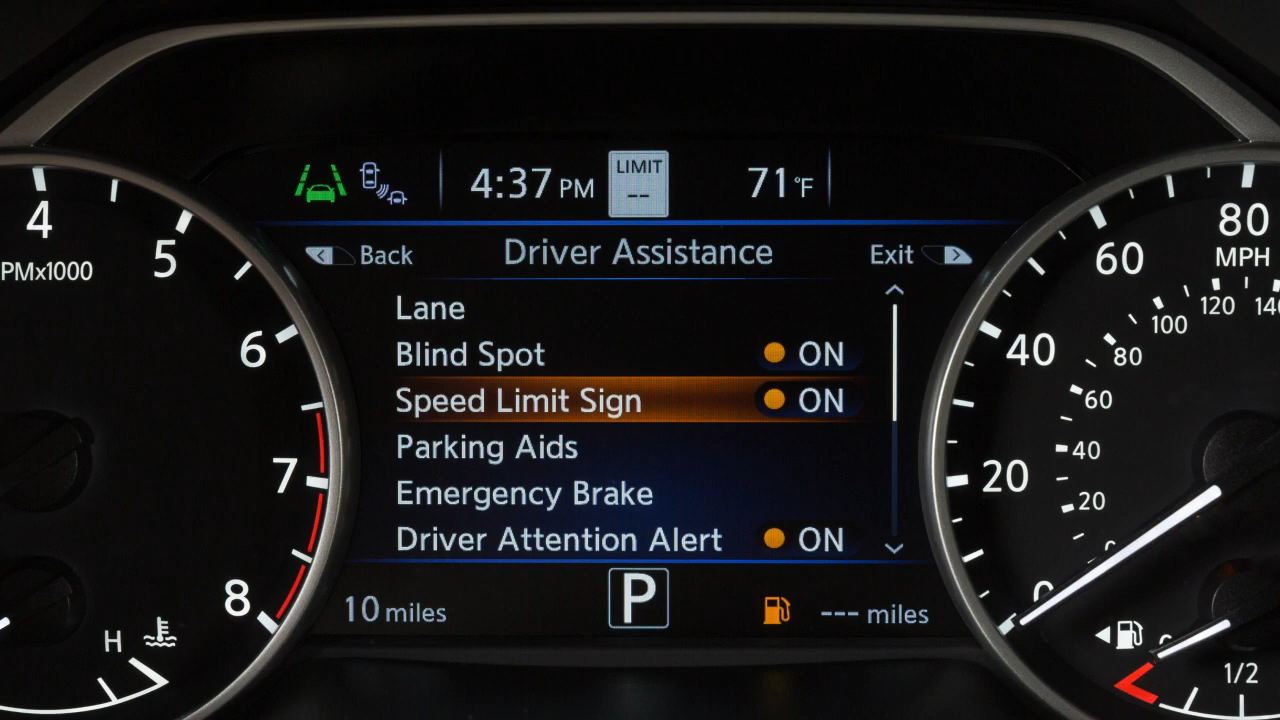 4:37 PM
LIMIT
--
71°F
Back
Driver Assistance
Exit
Lane
Blind Spot ON
Speed Limit Sign ON
Parking Aids
Emergency Brake
Driver Attention Alert ON
10 miles
P
--- miles
4
5
6
7
8
PMx1000
H
80
MPH
60
40
20
0
140
120
100
80
60
40
20
0
1/2